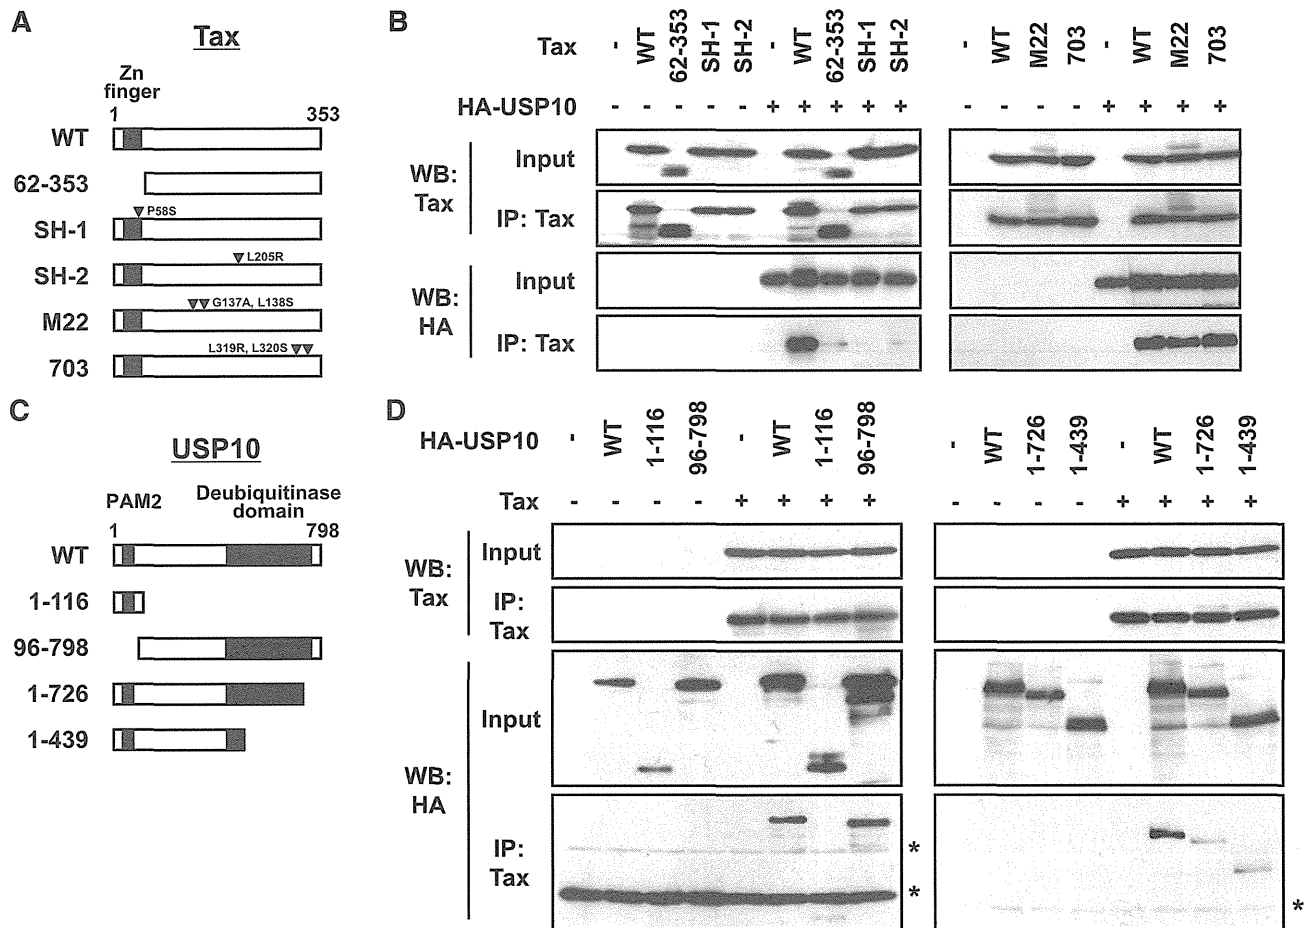 A
Tax
Zn
finger
1 353
WT
62-353
SH-1
P58S
SH-2
L205R
M22
G137A, L138S
703
L319R, L320S
B
Tax
- WT 62-353 SH-1 SH-2 - WT 62-353 SH-1 SH-2
- WT M22 703 - WT M22 703
HA-USP10
- - - - - + + + + +
- - - - + + + +
WB:
Tax
Input
IP: Tax
WB:
HA
Input
IP: Tax
C
USP10
PAM2
Deubiquitinase
domain
1 798
WT
1-116
96-798
1-726
1-439
D
HA-USP10
- WT 1-116 96-798 - WT 1-116 96-798
- WT 1-726 1-439 - WT 1-726 1-439
Tax
- - - - + + + +
- - - - + + + +
WB:
Tax
Input
IP:
Tax
WB:
HA
Input
IP:
Tax
*
*
*